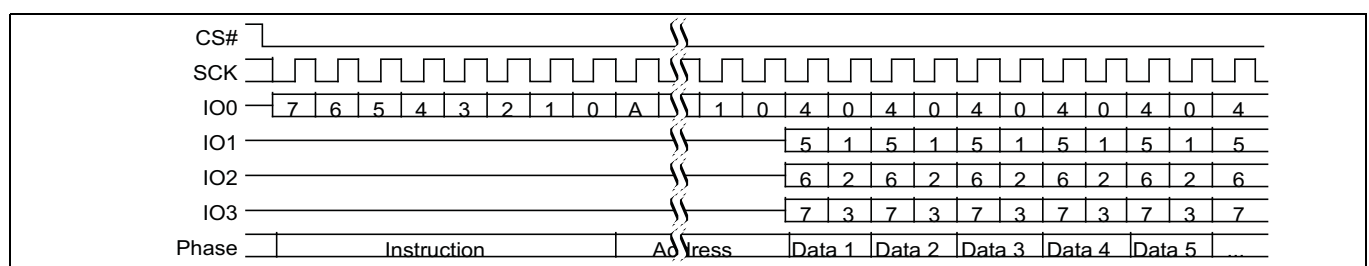 CS#
SCK
IO0 7 6 5 4 3 2 1 0 A 1 0 4 0 4 0 4 0 4 0 4 0 4
IO1 5 1 5 1 5 1 5 1 5 1 5
IO2 6 2 6 2 6 2 6 2 6 2 6
IO3 7 3 7 3 7 3 7 3 7 3 7
Phase Instruction Address Data 1 Data 2 Data 3 Data 4 Data 5 ...